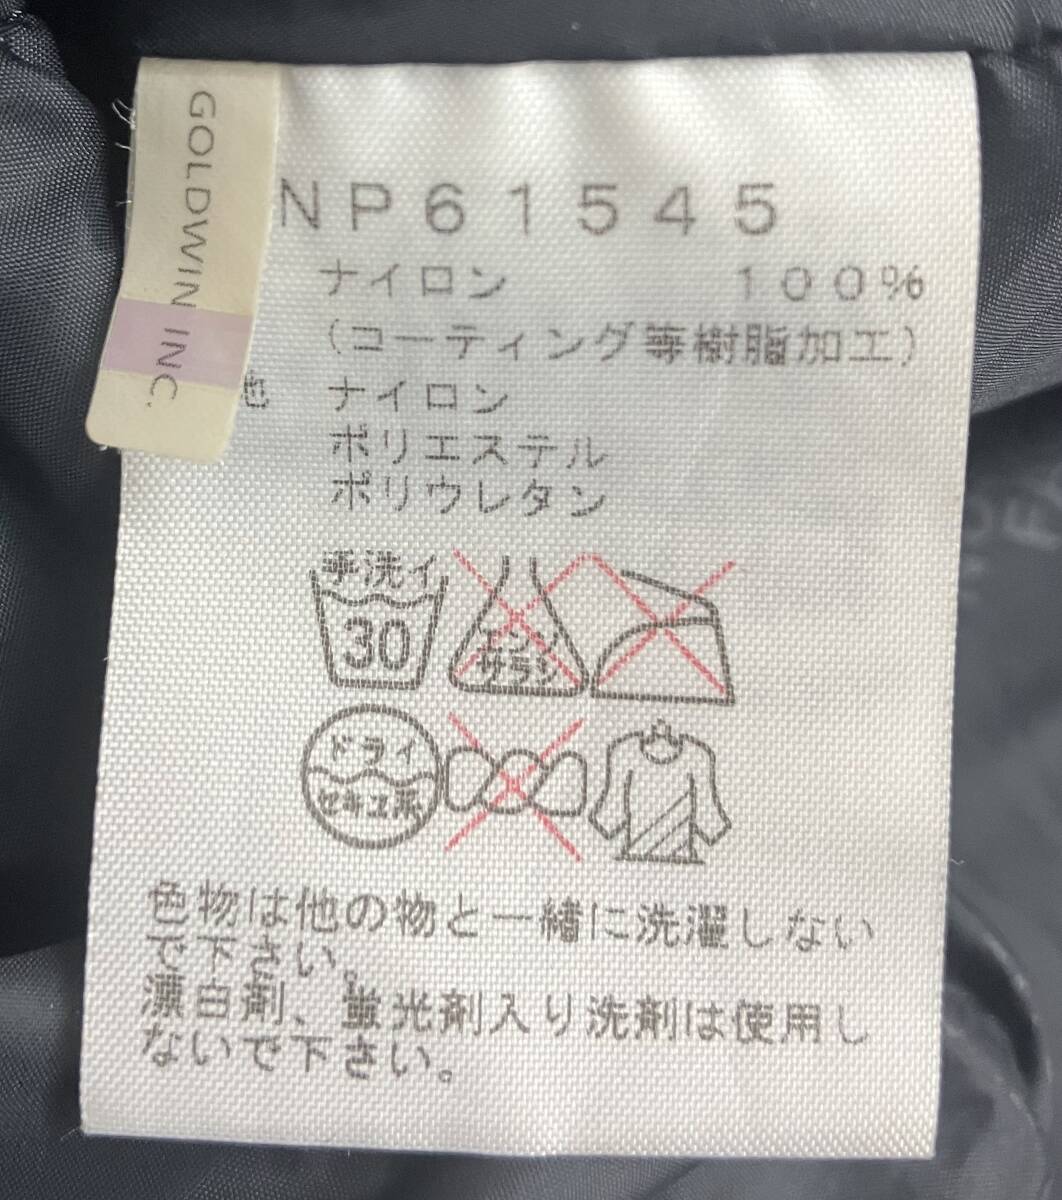 GOLDWIN INC.
NP61545
ナイロン 100%
(コーティング等樹脂加工)
他 ナイロン
ポリエステル
ポリウレタン
手洗イ
30
エンソ
サラシ
ドライ
セキユ系
色物は他の物と一緒に洗濯しない
で下さい。
漂白剤、蛍光剤入り洗剤は使用し
ないで下さい。